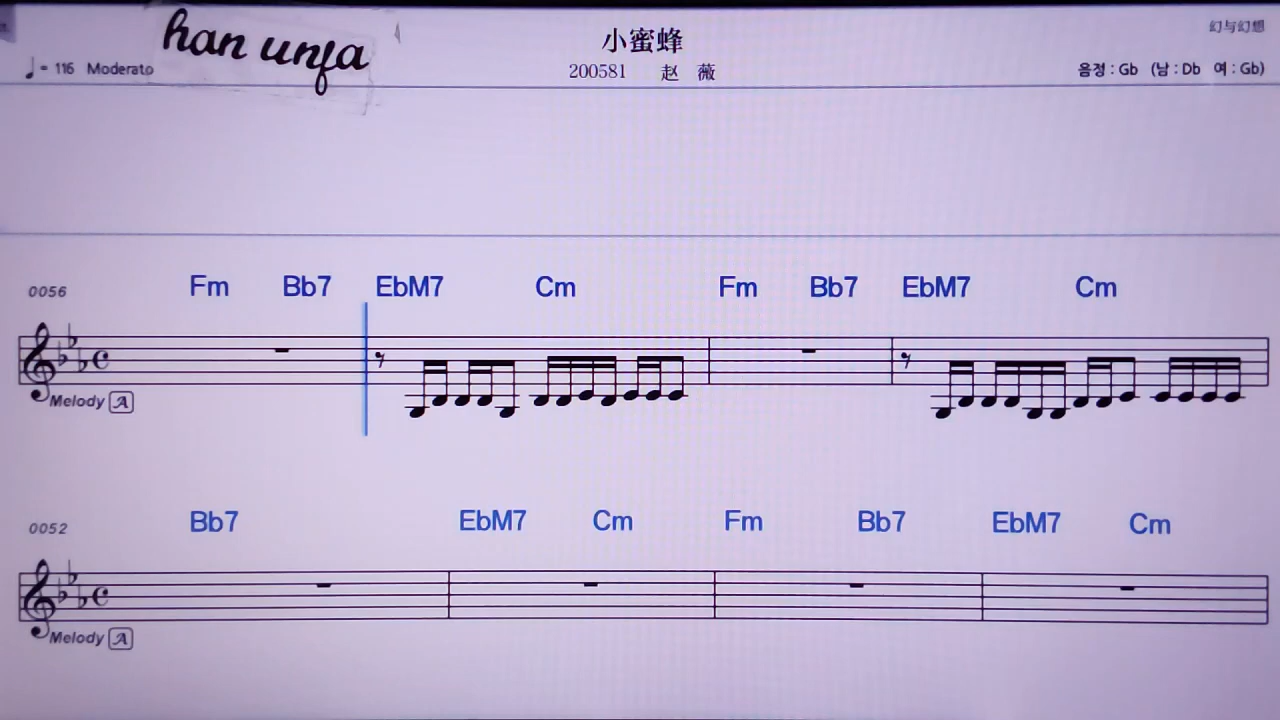 han unfa
小蜜蜂
幻与幻想
♩= 116 Moderato
200581 赵 薇
음정 : Gb (남 : Db 여 : Gb)
0056 Fm Bb7 EbM7 Cm Fm Bb7 EbM7 Cm
Melody A
0052 Bb7 EbM7 Cm Fm Bb7 EbM7 Cm
Melody A